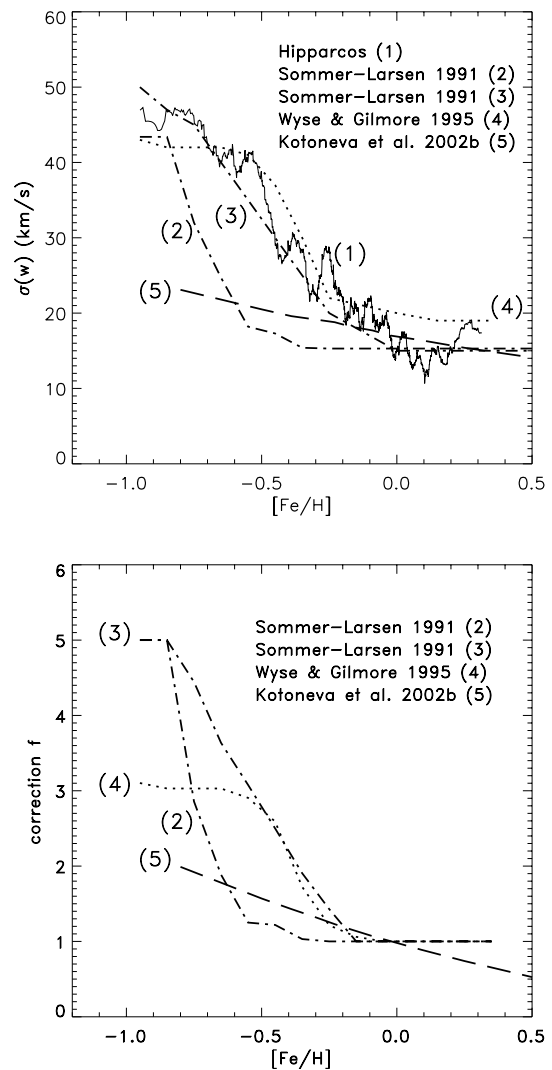 60
50
40
30
20
10
0
σ(w) (km/s)
Hipparcos (1)
Sommer−Larsen 1991 (2)
Sommer−Larsen 1991 (3)
Wyse & Gilmore 1995 (4)
Kotoneva et al. 2002b (5)
(2)
(3)
(1)
(5)
(4)
−1.0 −0.5 0.0 0.5
[Fe/H]
6
5
4
3
2
1
0
correction f
Sommer−Larsen 1991 (2)
Sommer−Larsen 1991 (3)
Wyse & Gilmore 1995 (4)
Kotoneva et al. 2002b (5)
(3)
(4)
(2)
(5)
−1.0 −0.5 0.0 0.5
[Fe/H]